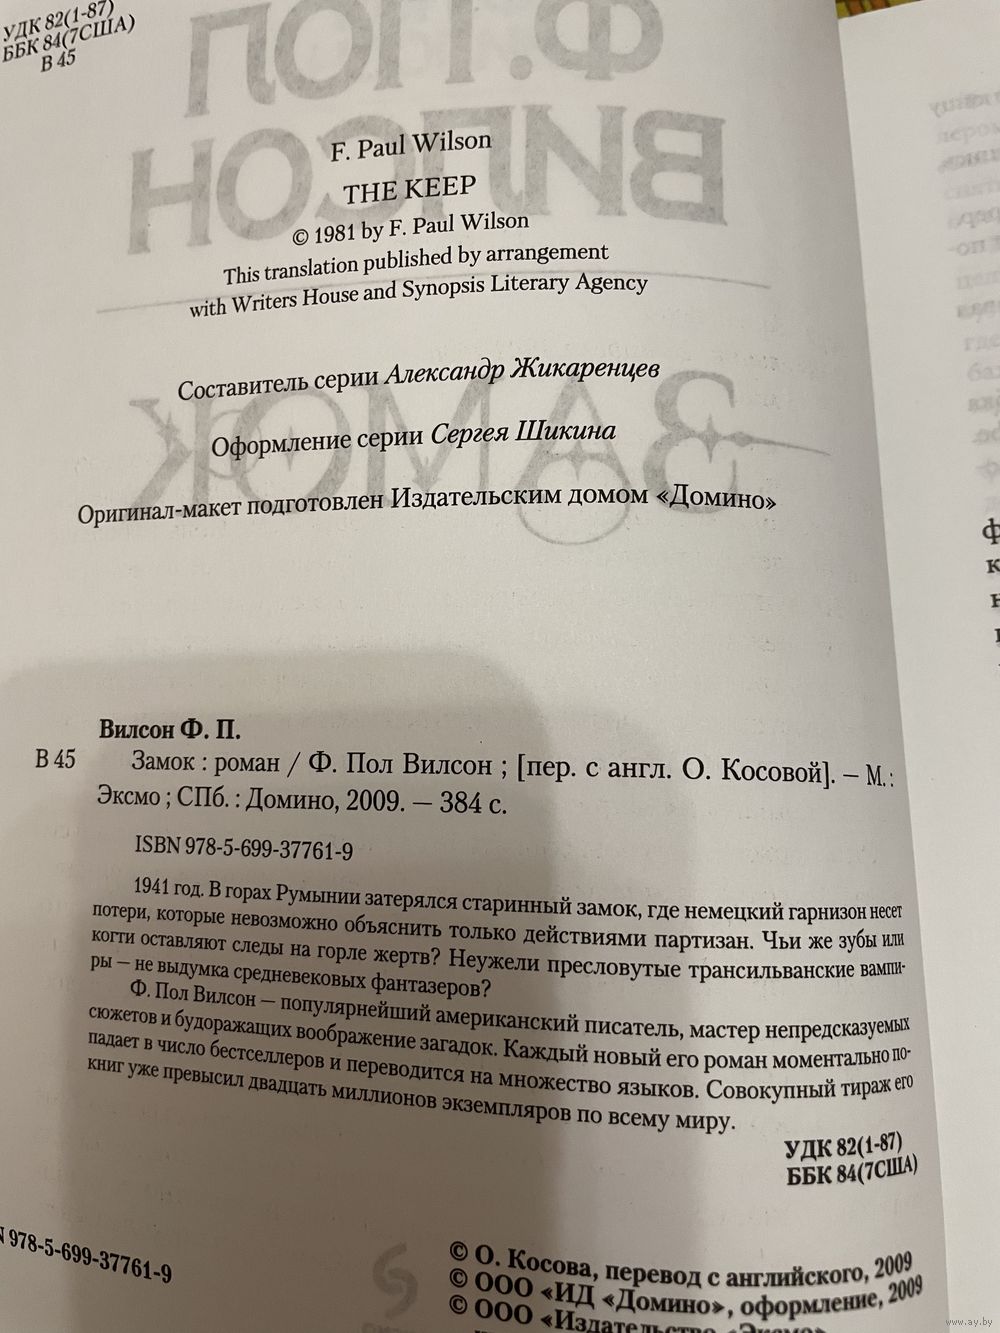 УДК 82(1-87)
ББК 84(7США)
В 45
Ф. ПОЛ
ВИЛСОН
F. Paul Wilson
THE KEEP
© 1981 by F. Paul Wilson
This translation published by arrangement
with Writers House and Synopsis Literary Agency
ЗАМОК
Составитель серии Александр Жикаренцев
Оформление серии Сергея Шикина
Оригинал-макет подготовлен Издательским домом «Домино»
Вилсон Ф. П.
В 45 Замок : роман / Ф. Пол Вилсон ; [пер. с англ. О. Косовой]. — М. :
Эксмо ; СПб. : Домино, 2009. — 384 с.
ISBN 978-5-699-37761-9
1941 год. В горах Румынии затерялся старинный замок, где немецкий гарнизон несет
потери, которые невозможно объяснить только действиями партизан. Чьи же зубы или
когти оставляют следы на горле жертв? Неужели пресловутые трансильванские вампи-
ры — не выдумка средневековых фантазеров?
Ф. Пол Вилсон — популярнейший американский писатель, мастер непредсказуемых
сюжетов и будоражащих воображение загадок. Каждый новый его роман моментально по-
падает в число бестселлеров и переводится на множество языков. Совокупный тираж его
книг уже превысил двадцать миллионов экземпляров по всему миру.
УДК 82(1-87)
ББК 84(7США)
N 978-5-699-37761-9
© О. Косова, перевод с английского, 2009
© ООО «ИД «Домино», оформление, 2009
© ООО «Издательство «Эксмо»
www.ay.by